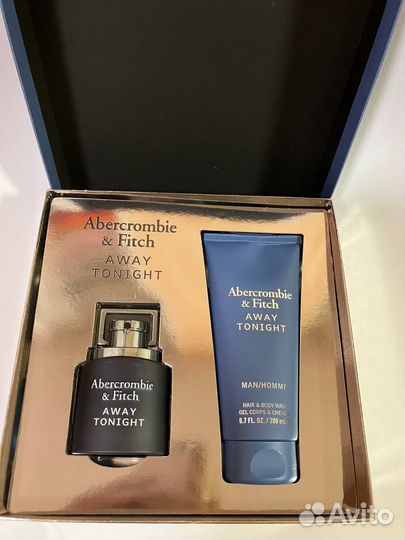 Abercrombie
& Fitch
AWAY
TONIGHT
Abercrombie
& Fitch
AWAY
TONIGHT
MAN/HOMME
HAIR & BODY WASH
GEL CORPS & CHEVEUX
6.7 FL. OZ. / 200 mL
Abercrombie
& Fitch
AWAY
TONIGHT
Avito